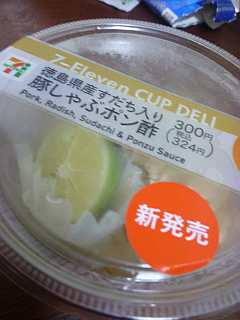 7-Eleven CUP DELI
7
ELEVEN
徳島県産すだち入り
豚しゃぶポン酢
300円
(税込
324円)
Pork, Radish, Sudachi & Ponzu Sauce
新発売